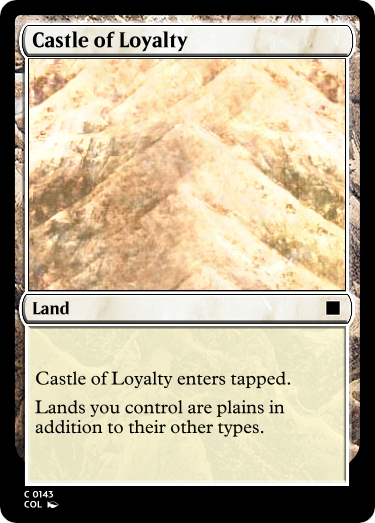 Castle of Loyalty
Land
Castle of Loyalty enters tapped.
Lands you control are plains in
addition to their other types.
C 0143
COL